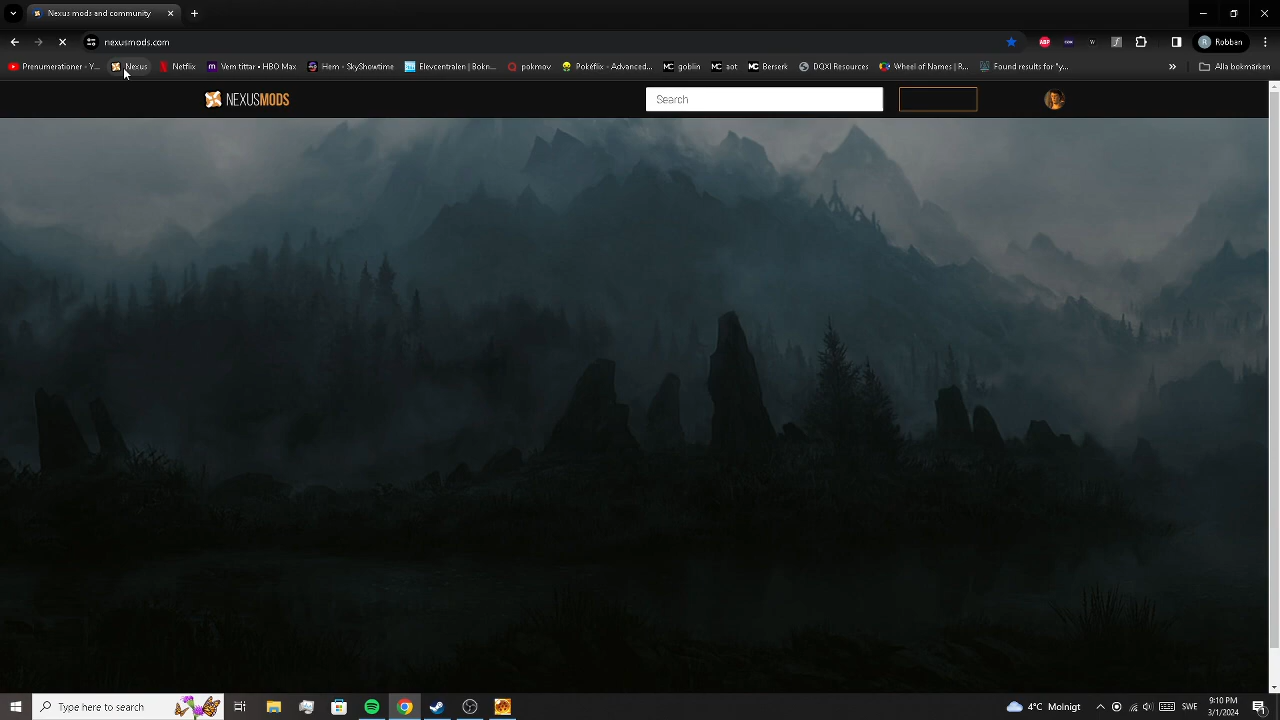 Nexus mods and community
nexusmods.com
Robban
Prenumerationer - Y...
Nexus
Netflix
Vem tittar • HBO Max
Hem - SkyShowtime
Elevcentralen | Bokn...
pokmov
Pokéflix - Advanced...
goblin
aot
Berserk
DQXI Resources
Wheel of Names | R...
Found results for "y...
»
Alla bokmärken
NEXUSMODS
Search
Type here to search
4°C Molnigt
SWE
9:10 PM
3/1/2024